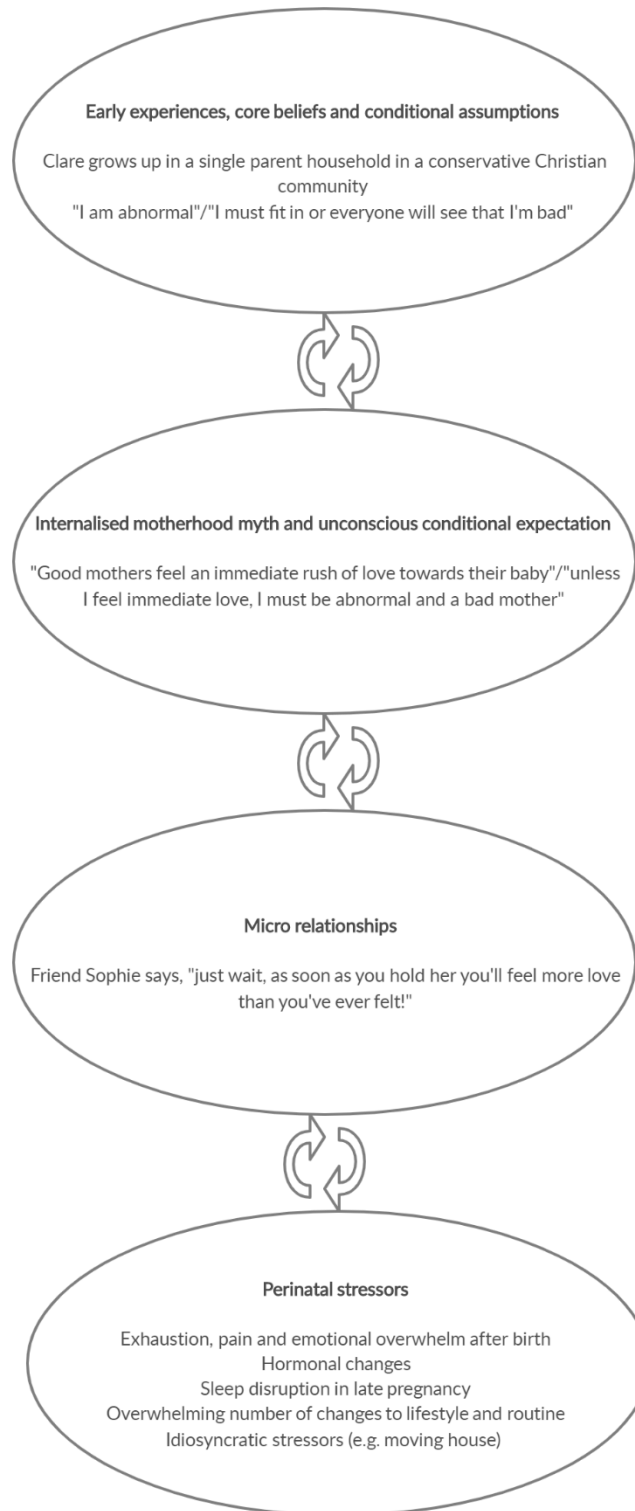 Early experiences, core beliefs and conditional assumptions
Clare grows up in a single parent household in a conservative Christian
community
"I am abnormal"/"I must fit in or everyone will see that I'm bad"
Internalised motherhood myth and unconscious conditional expectation
"Good mothers feel an immediate rush of love towards their baby"/"unless
I feel immediate love, I must be abnormal and a bad mother"
Micro relationships
Friend Sophie says, "just wait, as soon as you hold her you'll feel more love
than you've ever felt!"
Perinatal stressors
Exhaustion, pain and emotional overwhelm after birth
Hormonal changes
Sleep disruption in late pregnancy
Overwhelming number of changes to lifestyle and routine
Idiosyncratic stressors (e.g. moving house)